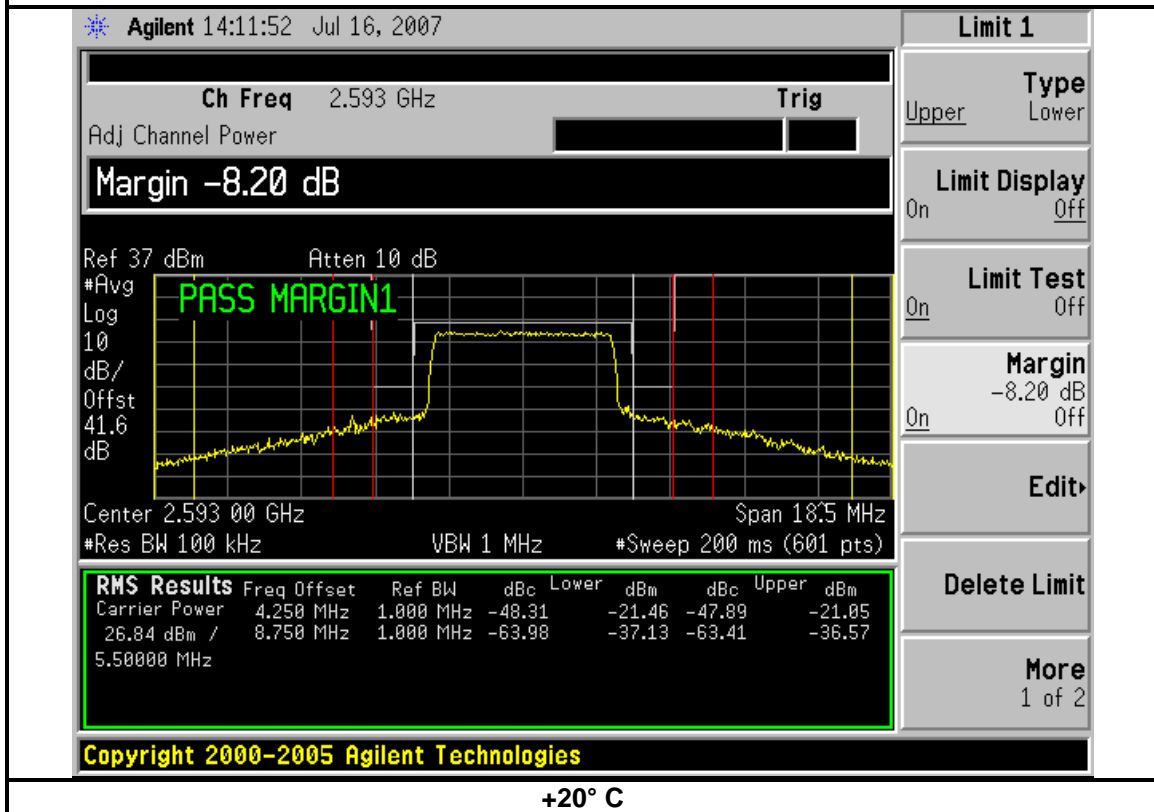 Agilent 14:11:52 Jul 16, 2007
Limit 1
Ch Freq 2.593 GHz Trig
Adj Channel Power
Margin -8.20 dB
Ref 37 dBm Atten 10 dB
#Avg
Log
10
dB/
Offst
41.6
dB
PASS MARGIN1
Center 2.593 00 GHz Span 18.5 MHz
#Res BW 100 kHz VBW 1 MHz #Sweep 200 ms (601 pts)
RMS Results Freq Offset Ref BW dBc Lower dBm dBc Upper dBm
Carrier Power 4.250 MHz 1.000 MHz -48.31 -21.46 -47.89 -21.05
26.84 dBm / 8.750 MHz 1.000 MHz -63.98 -37.13 -63.41 -36.57
5.50000 MHz
Copyright 2000-2005 Agilent Technologies
Type
Upper Lower
Limit Display
On Off
Limit Test
On Off
Margin
-8.20 dB
On Off
Edit
Delete Limit
More
1 of 2
+20° C